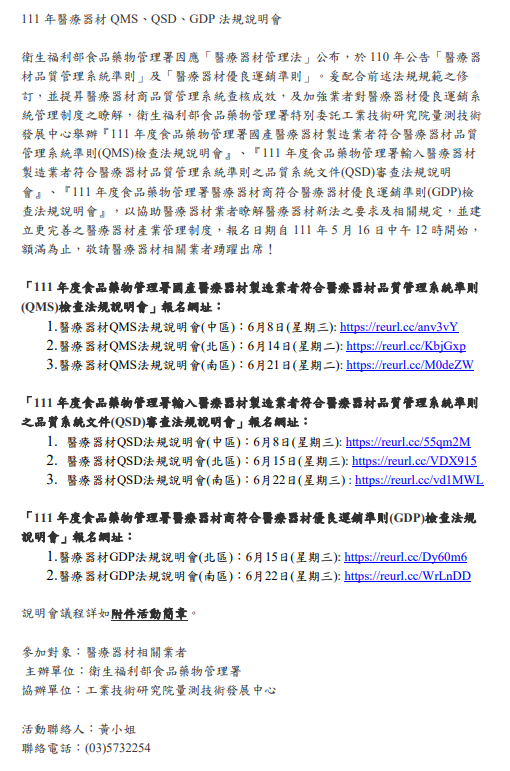 111 年醫療器材 QMS、QSD、GDP 法規說明會
衛生福利部食品藥物管理署因應「醫療器材管理法」公布，於 110 年公告「醫療器
材品質管理系統準則」及「醫療器材優良運銷準則」。爰配合前述法規規範之修
訂，並提昇醫療器材商品質管理系統查核成效，及加強業者對醫療器材優良運銷系
統管理制度之瞭解，衛生福利部食品藥物管理署特別委託工業技術研究院量測技術
發展中心舉辦『111 年度食品藥物管理署國產醫療器材製造業者符合醫療器材品質
管理系統準則(QMS)檢查法規說明會』、『111 年度食品藥物管理署輸入醫療器材
製造業者符合醫療器材品質管理系統準則之品質系統文件(QSD)審查法規說明
會』、『111 年度食品藥物管理署醫療器材商符合醫療器材優良運銷準則(GDP)檢
查法規說明會』，以協助醫療器材業者瞭解醫療器材新法之要求及相關規定，並建
立更完善之醫療器材產業管理制度，報名日期自 111 年 5 月 16 日中午 12 時開始，
額滿為止，敬請醫療器材相關業者踴躍出席！
「111 年度食品藥物管理署國產醫療器材製造業者符合醫療器材品質管理系統準則
(QMS)檢查法規說明會」報名網址：
1.醫療器材QMS法規說明會(中區)：6月8日(星期三): https://reurl.cc/anv3vY
2.醫療器材QMS法規說明會(北區)：6月14日(星期二): https://reurl.cc/KbjGxp
3.醫療器材QMS法規說明會(南區)：6月21日(星期二): https://reurl.cc/M0deZW
「111 年度食品藥物管理署輸入醫療器材製造業者符合醫療器材品質管理系統準則
之品質系統文件(QSD)審查法規說明會」報名網址：
1. 醫療器材QSD法規說明會(中區)：6月8日(星期三): https://reurl.cc/55qm2M
2. 醫療器材QSD法規說明會(北區)：6月15日(星期三): https://reurl.cc/VDX915
3. 醫療器材QSD法規說明會(南區)：6月22日(星期三) : https://reurl.cc/vd1MWL
「111 年度食品藥物管理署醫療器材商符合醫療器材優良運銷準則(GDP)檢查法規
說明會」報名網址：
1.醫療器材GDP法規說明會(北區)：6月15日(星期三): https://reurl.cc/Dy60m6
2.醫療器材GDP法規說明會(南區)：6月22日(星期三): https://reurl.cc/WrLnDD
說明會議程詳如附件活動簡章。
參加對象：醫療器材相關業者
主辦單位：衛生福利部食品藥物管理署
協辦單位：工業技術研究院量測技術發展中心
活動聯絡人：黃小姐
聯絡電話：(03)5732254